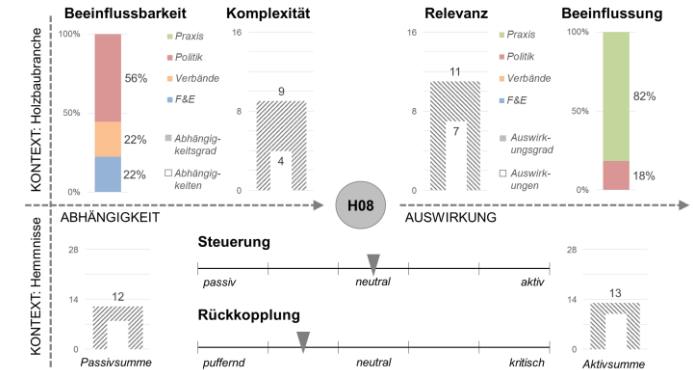 Beeinflussbarkeit
Komplexität
Relevanz
Beeinflussung
KONTEXT: Holzbaubranche
100%
50%
0%
56%
22%
22%
Praxis
Politik
Verbände
F&E
Abhängig-
keitsgrad
Abhängig-
keiten
16
8
0
9
4
16
8
0
11
7
Praxis
Politik
Verbände
F&E
Auswirk-
ungsgrad
Auswirk-
ungen
100%
50%
0%
82%
18%
ABHÄNGIGKEIT
H08
AUSWIRKUNG
KONTEXT: Hemmnisse
28
14
0
12
Passivsumme
Steuerung
passiv
neutral
aktiv
Rückkopplung
puffernd
neutral
kritisch
28
14
0
13
Aktivsumme